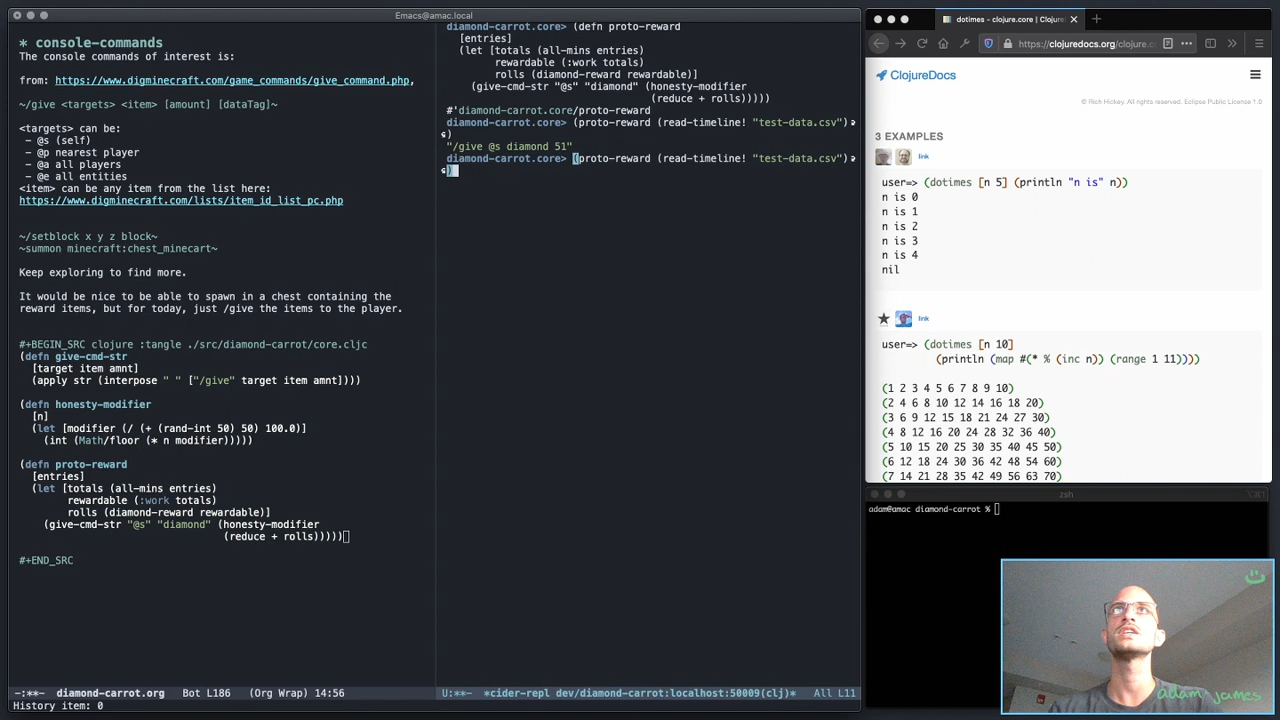 Emacs@amac.local
* console-commands
The console commands of interest is:
from: https://www.digminecraft.com/game_commands/give_command.php,
~/give <targets> <item> [amount] [dataTag]~
<targets> can be:
- @s (self)
- @p nearest player
- @a all players
- @e all entities
<item> can be any item from the list here:
https://www.digminecraft.com/lists/item_id_list_pc.php
~/setblock x y z block~
~summon minecraft:chest_minecart~
Keep exploring to find more.
It would be nice to be able to spawn in a chest containing the
reward items, but for today, just /give the items to the player.
#+BEGIN_SRC clojure :tangle ./src/diamond-carrot/core.cljc
(defn give-cmd-str
[target item amnt]
(apply str (interpose " " ["/give" target item amnt])))
(defn honesty-modifier
[n]
(let [modifier (/ (+ (rand-int 50) 50) 100.0)]
(int (Math/floor (* n modifier)))))
(defn proto-reward
[entries]
(let [totals (all-mins entries)
rewardable (:work totals)
rolls (diamond-reward rewardable)]
(give-cmd-str "@s" "diamond" (honesty-modifier
(reduce + rolls)))))
#+END_SRC
-:**- diamond-carrot.org Bot L186 (Org Wrap) 14:56
History item: 0
diamond-carrot.core> (defn proto-reward
[entries]
(let [totals (all-mins entries)
rewardable (:work totals)
rolls (diamond-reward rewardable)]
(give-cmd-str "@s" "diamond" (honesty-modifier
(reduce + rolls)))))
#'diamond-carrot.core/proto-reward
diamond-carrot.core> (proto-reward (read-timeline! "test-data.csv")
)
"/give @s diamond 51"
diamond-carrot.core> (proto-reward (read-timeline! "test-data.csv")
)
U:**- *cider-repl dev/diamond-carrot:localhost:50009(clj)* All L11
dotimes - clojure.core | Clojure
https://clojuredocs.org/clojure.c
ClojureDocs
© Rich Hickey. All rights reserved. Eclipse Public License 1.0
3 EXAMPLES
link
user=> (dotimes [n 5] (println "n is" n))
n is 0
n is 1
n is 2
n is 3
n is 4
nil
link
user=> (dotimes [n 10]
(println (map #(* % (inc n)) (range 1 11))))
(1 2 3 4 5 6 7 8 9 10)
(2 4 6 8 10 12 14 16 18 20)
(3 6 9 12 15 18 21 24 27 30)
(4 8 12 16 20 24 28 32 36 40)
(5 10 15 20 25 30 35 40 45 50)
(6 12 18 24 30 36 42 48 54 60)
(7 14 21 28 35 42 49 56 63 70)
zsh
adam@amac diamond-carrot %
adam james